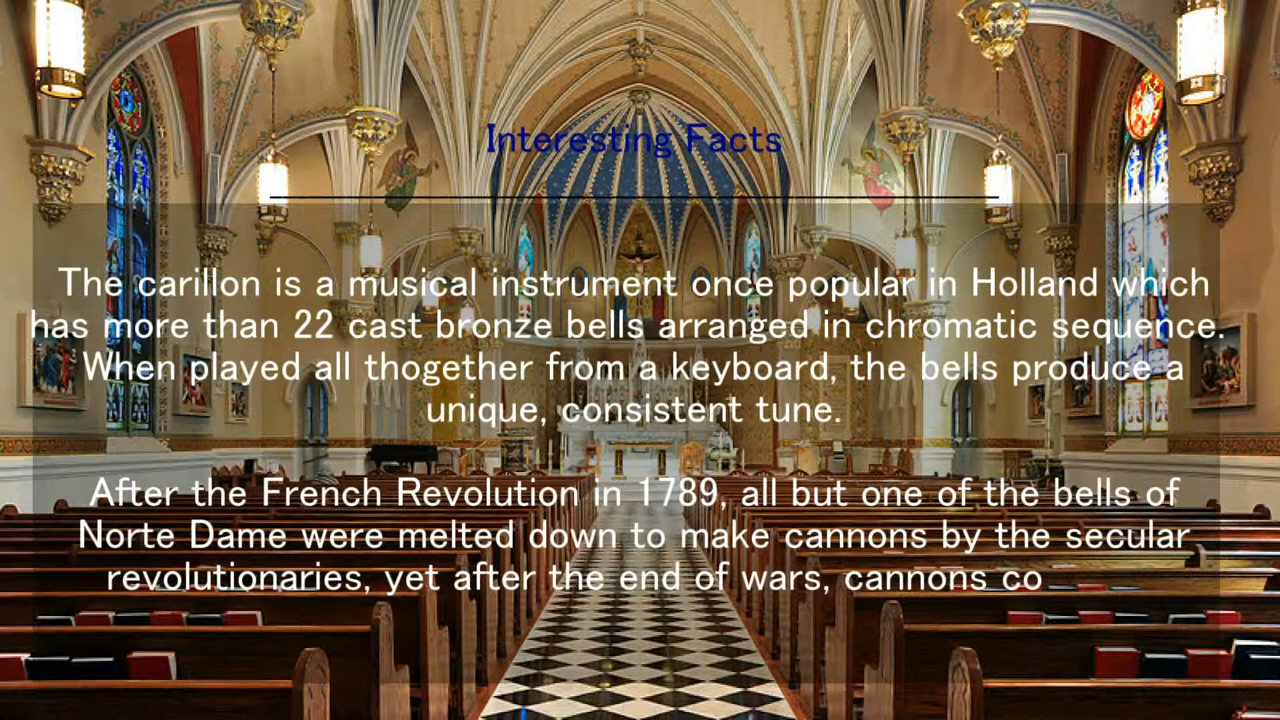 Interesting Facts
The carillon is a musical instrument once popular in Holland which
has more than 22 cast bronze bells arranged in chromatic sequence.
When played all thogether from a keyboard, the bells produce a
unique, consistent tune.
After the French Revolution in 1789, all but one of the bells of
Norte Dame were melted down to make cannons by the secular
revolutionaries, yet after the end of wars, cannons co